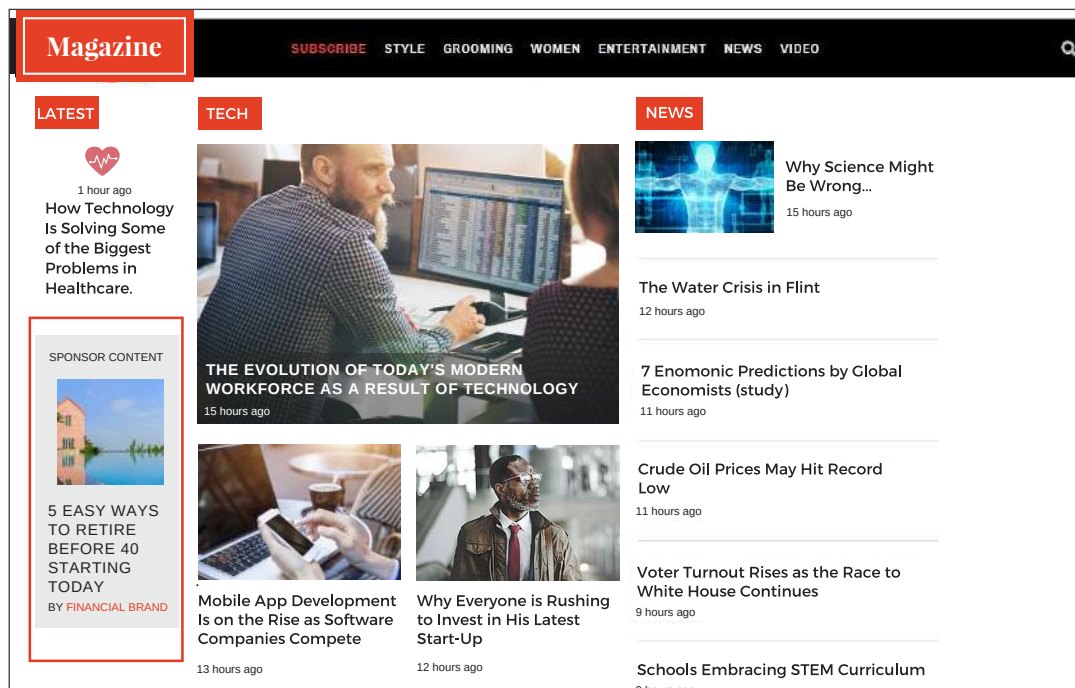 Magazine
SUBSCRIBE STYLE GROOMING WOMEN ENTERTAINMENT NEWS VIDEO
LATEST
1 hour ago
How Technology
Is Solving Some
of the Biggest
Problems in
Healthcare.
SPONSOR CONTENT
5 EASY WAYS
TO RETIRE
BEFORE 40
STARTING
TODAY
BY FINANCIAL BRAND
TECH
THE EVOLUTION OF TODAY'S MODERN
WORKFORCE AS A RESULT OF TECHNOLOGY
15 hours ago
Mobile App Development
Is on the Rise as Software
Companies Compete
13 hours ago
Why Everyone is Rushing
to Invest in His Latest
Start-Up
12 hours ago
NEWS
Why Science Might
Be Wrong...
15 hours ago
The Water Crisis in Flint
12 hours ago
7 Enomonic Predictions by Global
Economists (study)
11 hours ago
Crude Oil Prices May Hit Record
Low
11 hours ago
Voter Turnout Rises as the Race to
White House Continues
9 hours ago
Schools Embracing STEM Curriculum